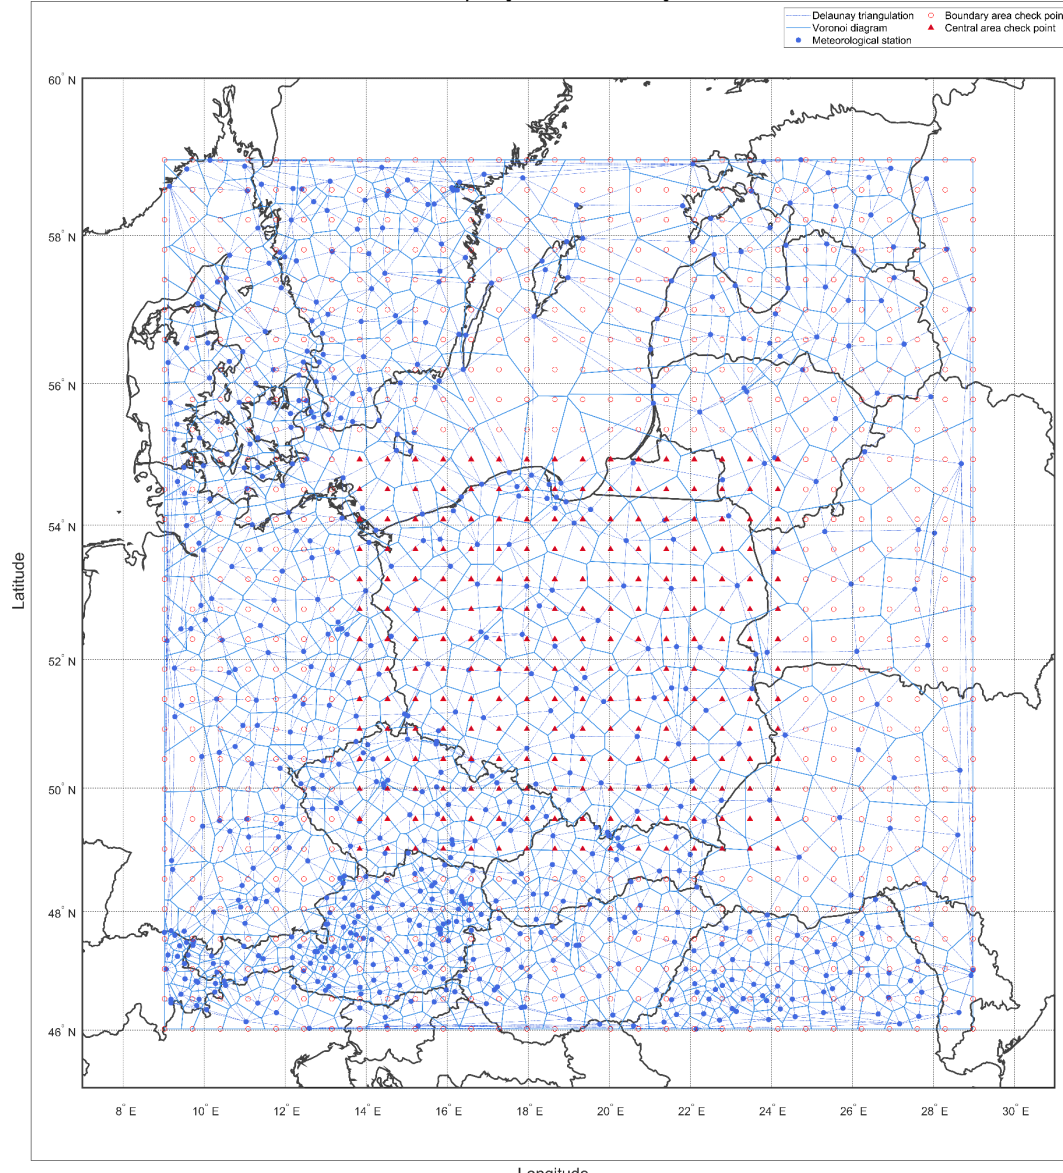 Delaunay triangulation
Voronoi diagram
Meteorological station
Boundary area check point
Central area check point
60° N
58° N
56° N
54° N
52° N
50° N
48° N
46° N
Latitude
8° E
10° E
12° E
14° E
16° E
18° E
20° E
22° E
24° E
26° E
28° E
30° E
Longitude